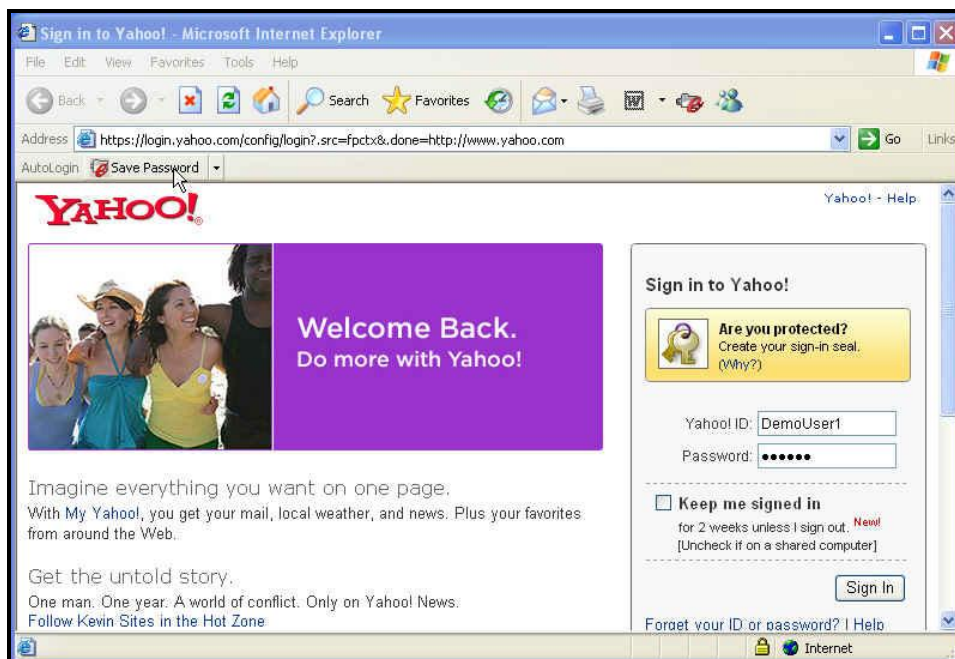 Sign in to Yahoo! - Microsoft Internet Explorer
File Edit View Favorites Tools Help
Back Search Favorites
Address https://login.yahoo.com/config/login?.src=fpctx&.done=http://www.yahoo.com Go Links
AutoLogin Save Password
YAHOO!
Yahoo! - Help
Welcome Back.
Do more with Yahoo!
Imagine everything you want on one page.
With My Yahoo!, you get your mail, local weather, and news. Plus your favorites
from around the Web.
Get the untold story.
One man. One year. A world of conflict. Only on Yahoo! News.
Follow Kevin Sites in the Hot Zone
Sign in to Yahoo!
Are you protected?
Create your sign-in seal.
(Why?)
Yahoo! ID: DemoUser1
Password: ••••••
Keep me signed in
for 2 weeks unless I sign out. New!
[Uncheck if on a shared computer]
Sign In
Forget your ID or password? | Help
Internet